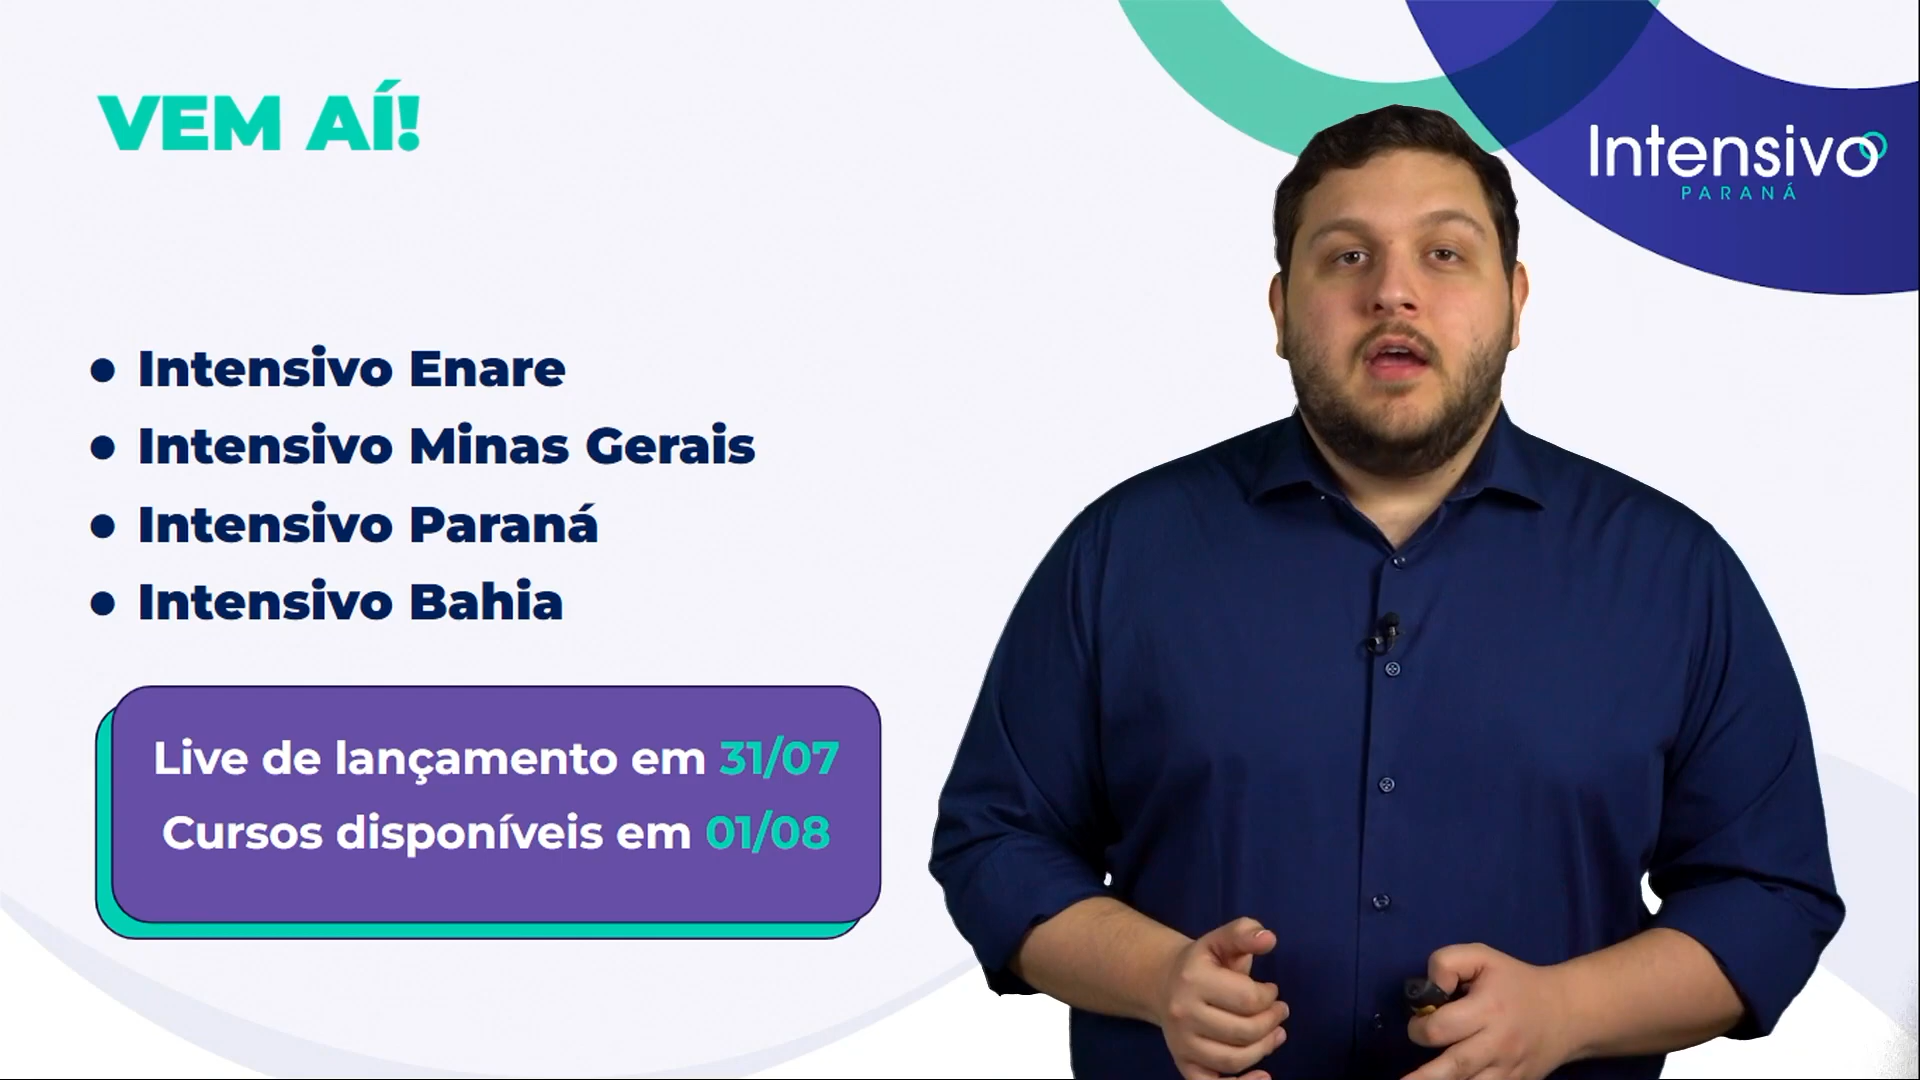 VEM AÍ!
Intensivo
PARANÁ
• Intensivo Enare
• Intensivo Minas Gerais
• Intensivo Paraná
• Intensivo Bahia
Live de lançamento em 31/07
Cursos disponíveis em 01/08